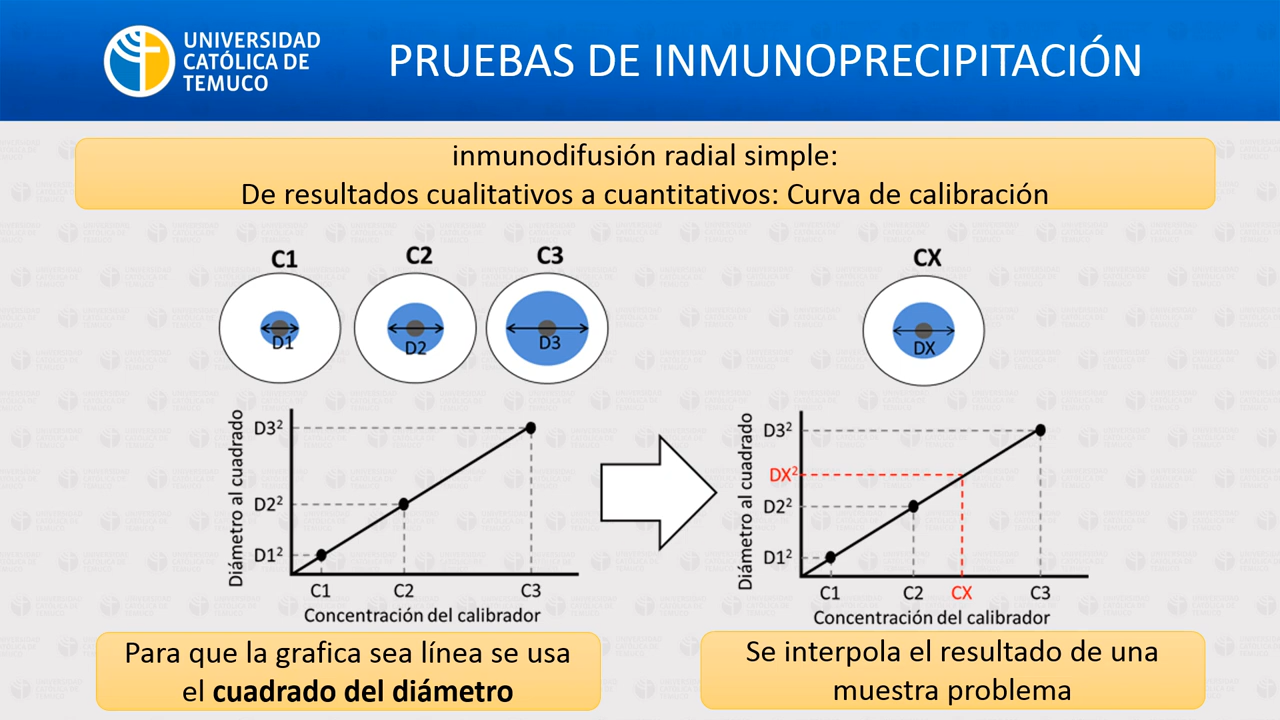 UNIVERSIDAD
CATÓLICA DE
TEMUCO
PRUEBAS DE INMUNOPRECIPITACIÓN
inmunodifusión radial simple:
De resultados cualitativos a cuantitativos: Curva de calibración
C1
C2
C3
D1
D2
D3
CX
DX
Diámetro al cuadrado
D3²
D2²
D1²
C1
C2
C3
Concentración del calibrador
Diámetro al cuadrado
D3²
DX²
D2²
D1²
C1
C2
CX
C3
Concentración del calibrador
Para que la grafica sea línea se usa
el cuadrado del diámetro
Se interpola el resultado de una
muestra problema